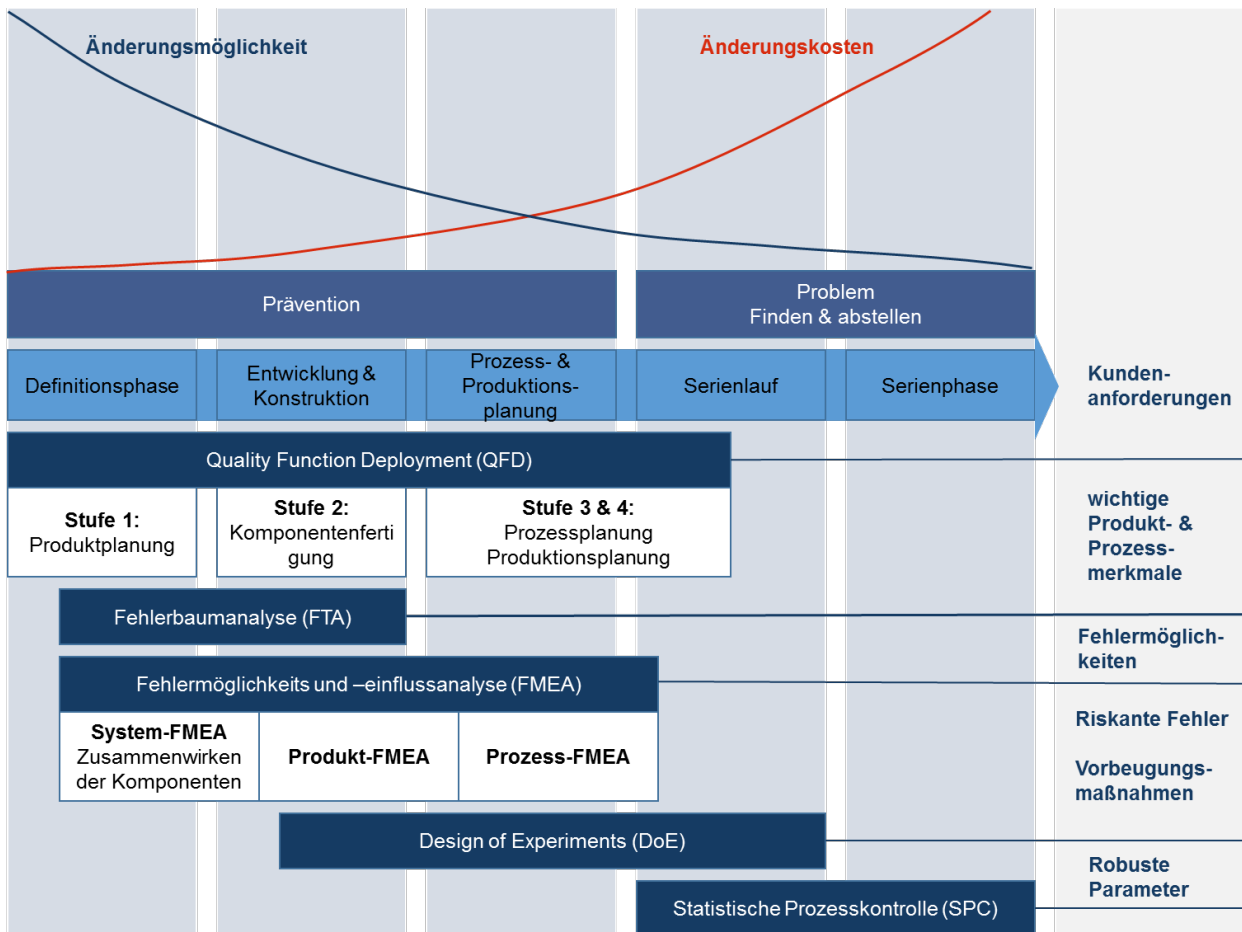 Änderungsmöglichkeit
Änderungskosten
Prävention
Problem
Finden & abstellen
Definitionsphase
Entwicklung &
Konstruktion
Prozess- &
Produktions-
planung
Serienlauf
Serienphase
Kunden-
anforderungen
Quality Function Deployment (QFD)
Stufe 1:
Produktplanung
Stufe 2:
Komponentenferti
gung
Stufe 3 & 4:
Prozessplanung
Produktionsplanung
wichtige
Produkt- &
Prozess-
merkmale
Fehlerbaumanalyse (FTA)
Fehlermöglich-
keiten
Fehlermöglichkeits und –einflussanalyse (FMEA)
System-FMEA
Zusammenwirken
der Komponenten
Produkt-FMEA
Prozess-FMEA
Riskante Fehler
Vorbeugungs-
maßnahmen
Design of Experiments (DoE)
Robuste
Parameter
Statistische Prozesskontrolle (SPC)